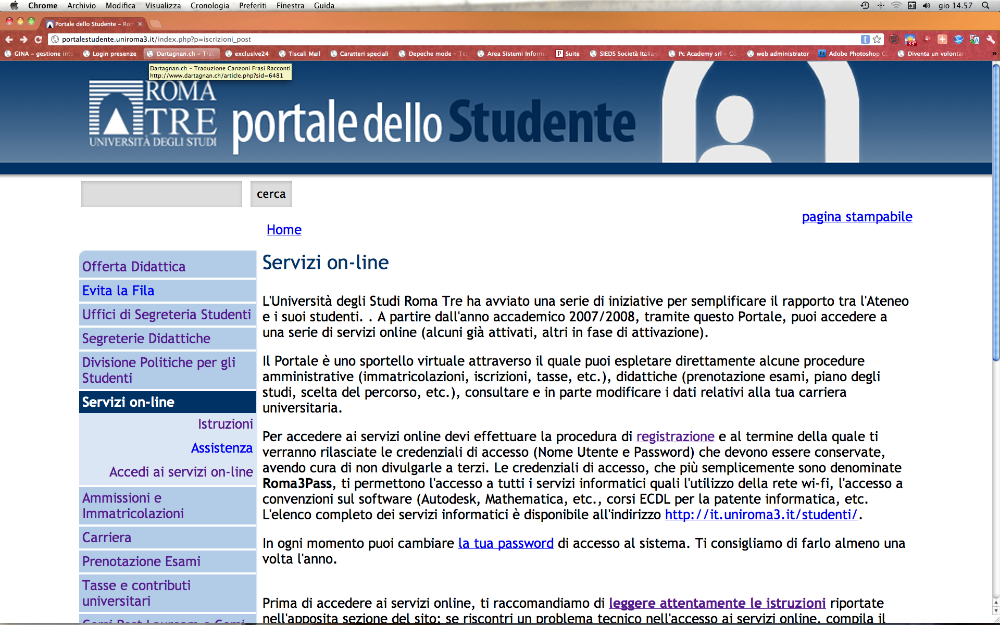 Chrome Archivio Modifica Visualizza Cronologia Preferiti Finestra Guida gio 14.57
Portale dello Studente – Rom
portalestudente.uniroma3.it/index.php?p=iscrizioni_post
33°
GINA – gestione inte Login presenze Dartagnan.ch – Trad exclusive24 Tiscali Mail Caratteri speciali Depeche mode – Te Area Sistemi Inform P Suite SIEDS Società Italian Pc Academy srl – Co web administrator Ps Adobe Photoshop CS Diventa un volontar »
Dartagnan.ch – Traduzione Canzoni Frasi Racconti
http://www.dartagnan.ch/article.php?sid=6481
ROMA
TRE
UNIVERSITÀ DEGLI STUDI
portale dello Studente
cerca
pagina stampabile
Home
Offerta Didattica
Evita la Fila
Uffici di Segreteria Studenti
Segreterie Didattiche
Divisione Politiche per gli
Studenti
Servizi on-line
Istruzioni
Assistenza
Accedi ai servizi on-line
Ammissioni e
Immatricolazioni
Carriera
Prenotazione Esami
Tasse e contributi
universitari
Corsi Post Lauream e Corsi
Servizi on-line
L'Università degli Studi Roma Tre ha avviato una serie di iniziative per semplificare il rapporto tra l'Ateneo
e i suoi studenti. . A partire dall'anno accademico 2007/2008, tramite questo Portale, puoi accedere a
una serie di servizi online (alcuni già attivati, altri in fase di attivazione).
Il Portale è uno sportello virtuale attraverso il quale puoi espletare direttamente alcune procedure
amministrative (immatricolazioni, iscrizioni, tasse, etc.), didattiche (prenotazione esami, piano degli
studi, scelta del percorso, etc.), consultare e in parte modificare i dati relativi alla tua carriera
universitaria.
Per accedere ai servizi online devi effettuare la procedura di registrazione e al termine della quale ti
verranno rilasciate le credenziali di accesso (Nome Utente e Password) che devono essere conservate,
avendo cura di non divulgarle a terzi. Le credenziali di accesso, che più semplicemente sono denominate
Roma3Pass, ti permettono l'accesso a tutti i servizi informatici quali l'utilizzo della rete wi-fi, l'accesso a
convenzioni sul software (Autodesk, Mathematica, etc., corsi ECDL per la patente informatica, etc.
L'elenco completo dei servizi informatici è disponibile all'indirizzo http://it.uniroma3.it/studenti/.
In ogni momento puoi cambiare la tua password di accesso al sistema. Ti consigliamo di farlo almeno una
volta l'anno.
Prima di accedere ai servizi online, ti raccomandiamo di leggere attentamente le istruzioni riportate
nell'apposita sezione del sito; se riscontri un problema tecnico nell'accesso ai servizi online, compila il